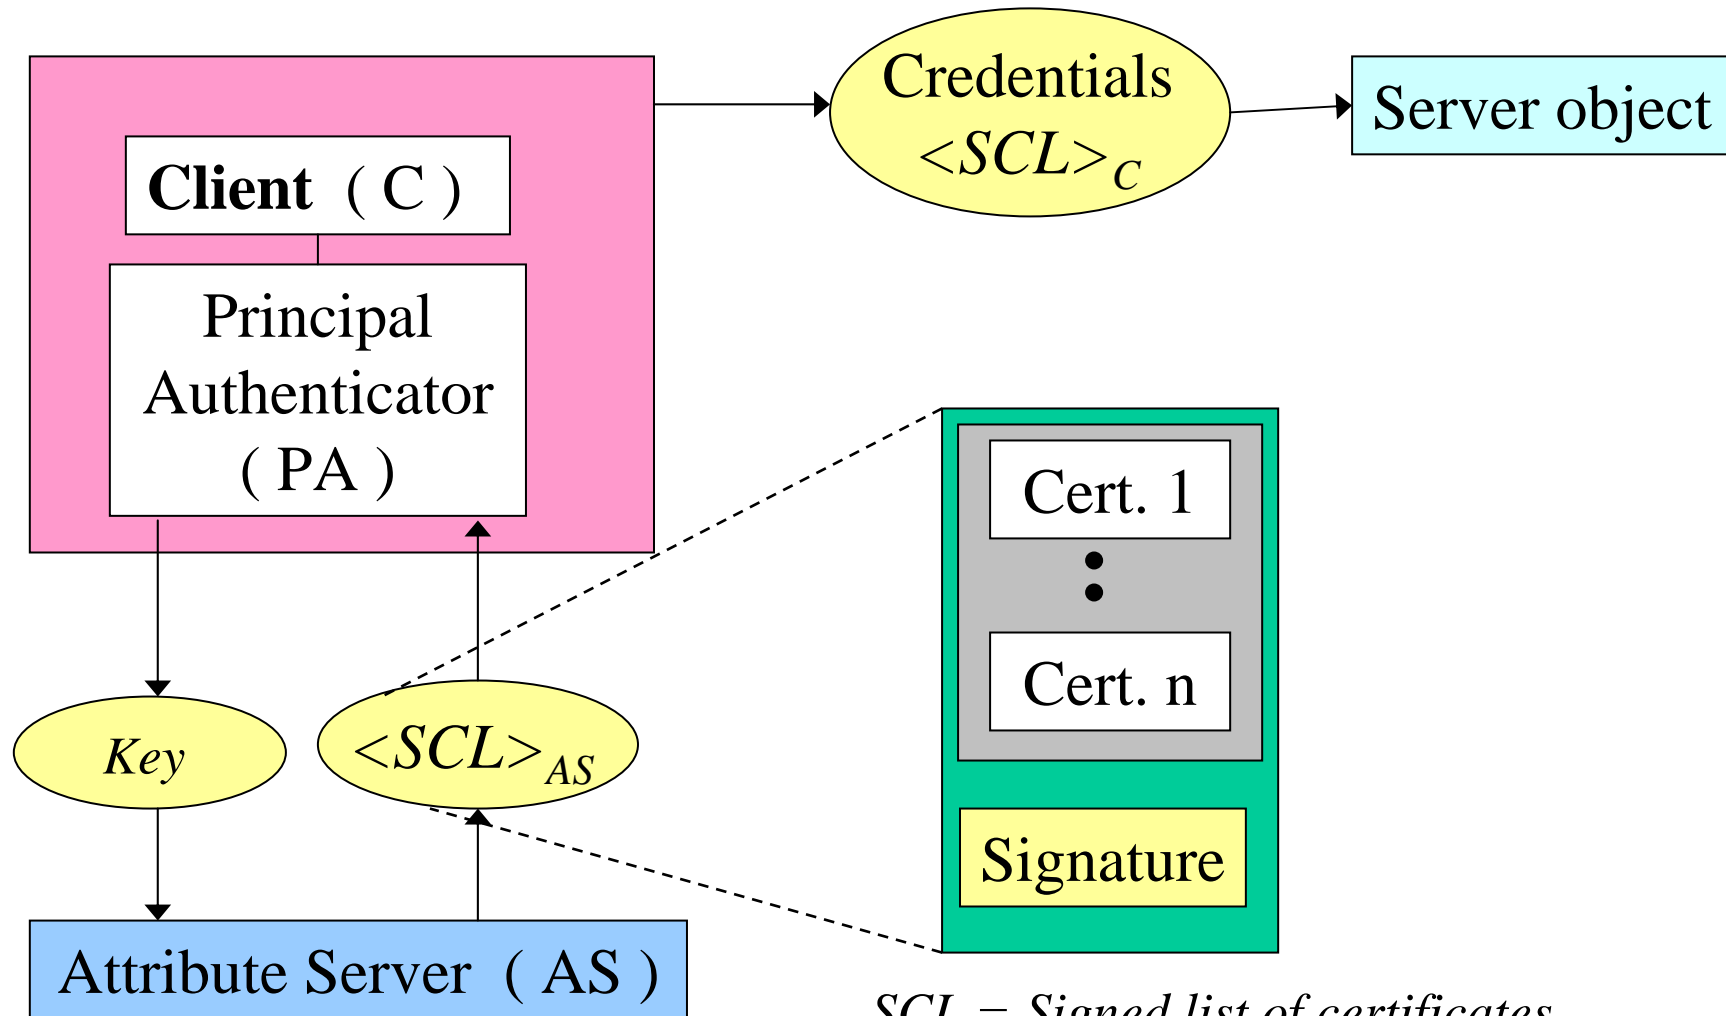 Credentials
<SCL>C
Server object
Client ( C )
Principal
Authenticator
( PA )
Cert. 1
Cert. n
Key
<SCL>AS
Signature
Attribute Server ( AS )
SCL = Signed list of certificates